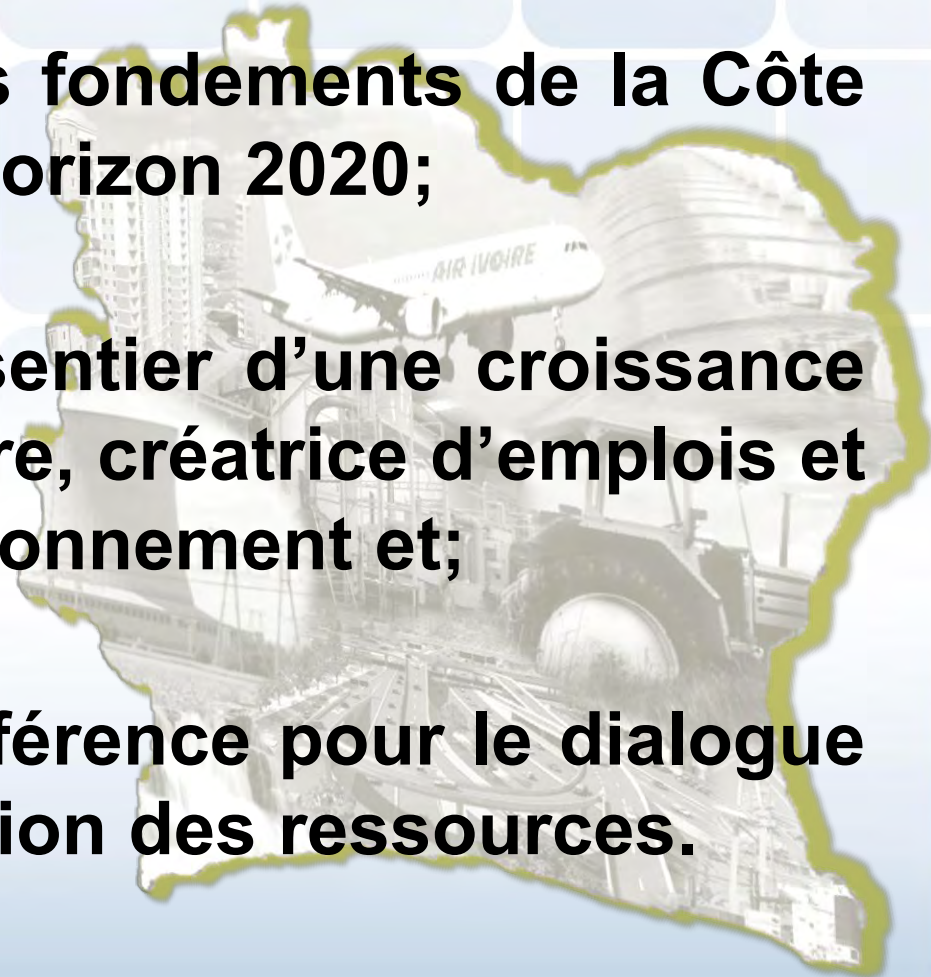 s fondements de la Côte
orizon 2020;
AIR IVOIRE
sentier d’une croissance
re, créatrice d’emplois et
onnement et;
férence pour le dialogue
tion des ressources.